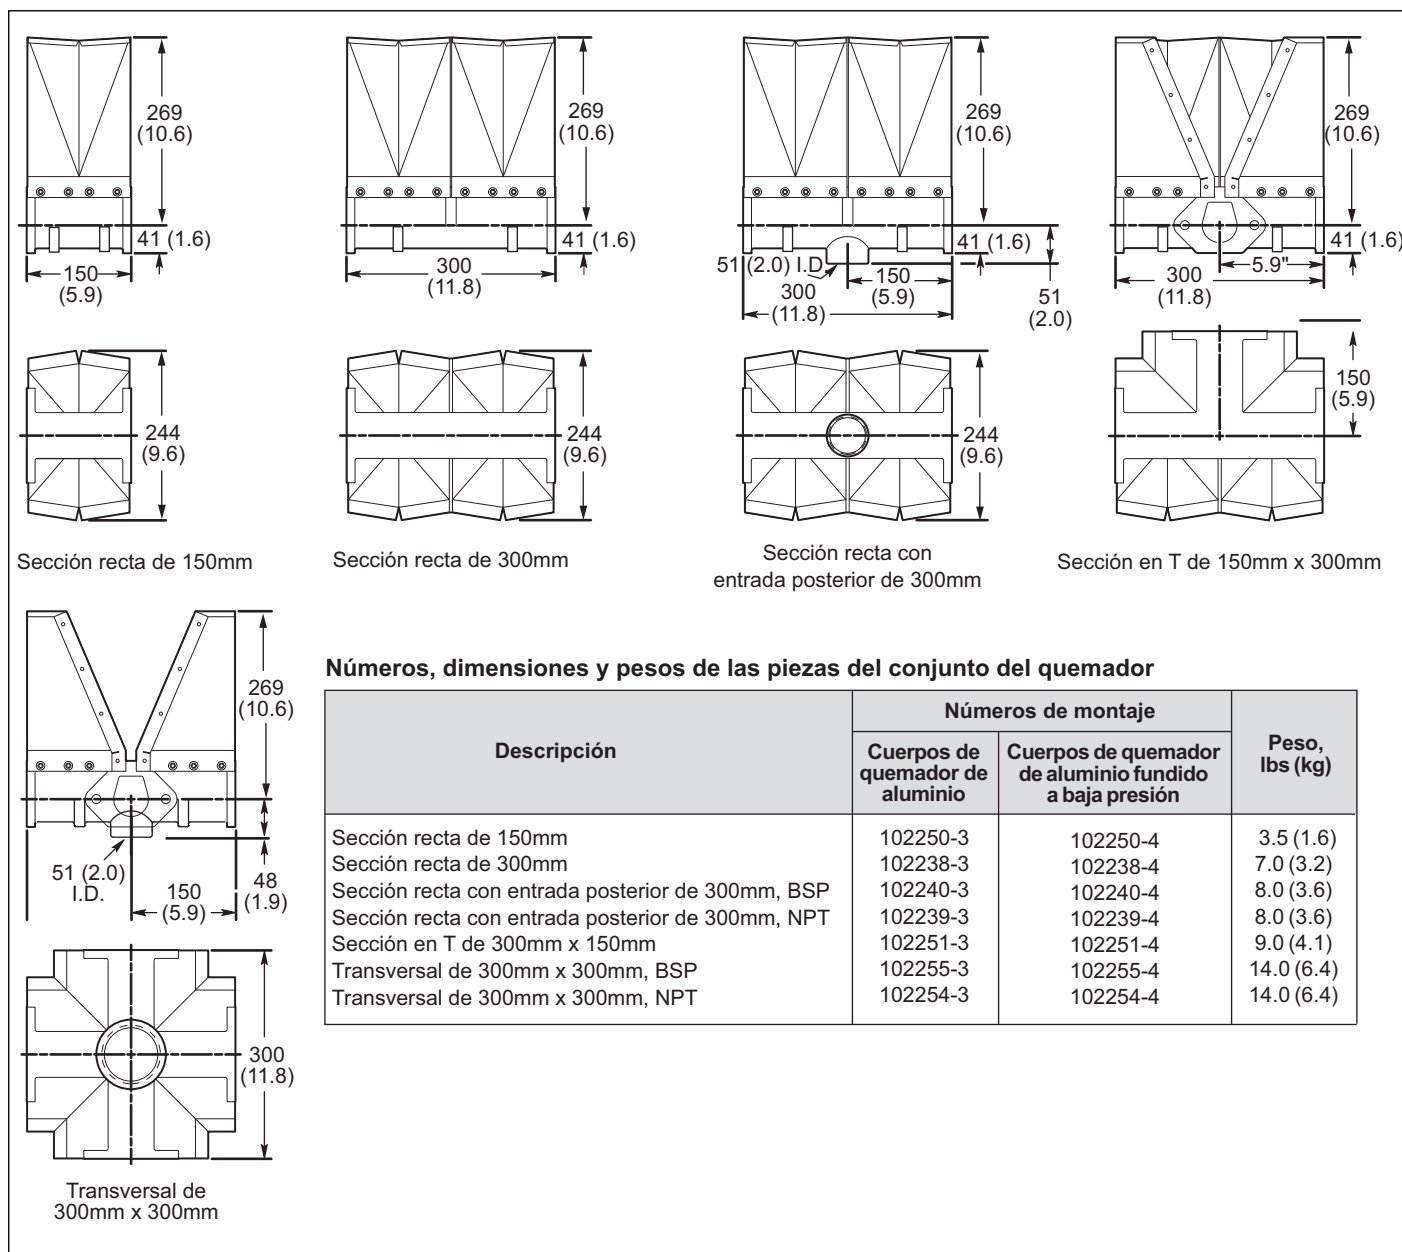 269
(10.6)
41 (1.6)
150
(5.9)
244
(9.6)
Sección recta de 150mm
269
(10.6)
41 (1.6)
300
(11.8)
244
(9.6)
Sección recta de 300mm
269
(10.6)
41 (1.6)
51 (2.0) I.D
300
(11.8)
150
(5.9)
51
(2.0)
244
(9.6)
Sección recta con
entrada posterior de 300mm
269
(10.6)
41 (1.6)
5.9"
300
(11.8)
150
(5.9)
Sección en T de 150mm x 300mm
269
(10.6)
51 (2.0)
I.D.
150
(5.9)
48
(1.9)
300
(11.8)
Transversal de
300mm x 300mm
Números, dimensiones y pesos de las piezas del conjunto del quemador
Descripción
Números de montaje
Peso,
lbs (kg)
Cuerpos de
quemador de
aluminio
Cuerpos de quemador
de aluminio fundido
a baja presión
Sección recta de 150mm 102250-3 102250-4 3.5 (1.6)
Sección recta de 300mm 102238-3 102238-4 7.0 (3.2)
Sección recta con entrada posterior de 300mm, BSP 102240-3 102240-4 8.0 (3.6)
Sección recta con entrada posterior de 300mm, NPT 102239-3 102239-4 8.0 (3.6)
Sección en T de 300mm x 150mm 102251-3 102251-4 9.0 (4.1)
Transversal de 300mm x 300mm, BSP 102255-3 102255-4 14.0 (6.4)
Transversal de 300mm x 300mm, NPT 102254-3 102254-4 14.0 (6.4)